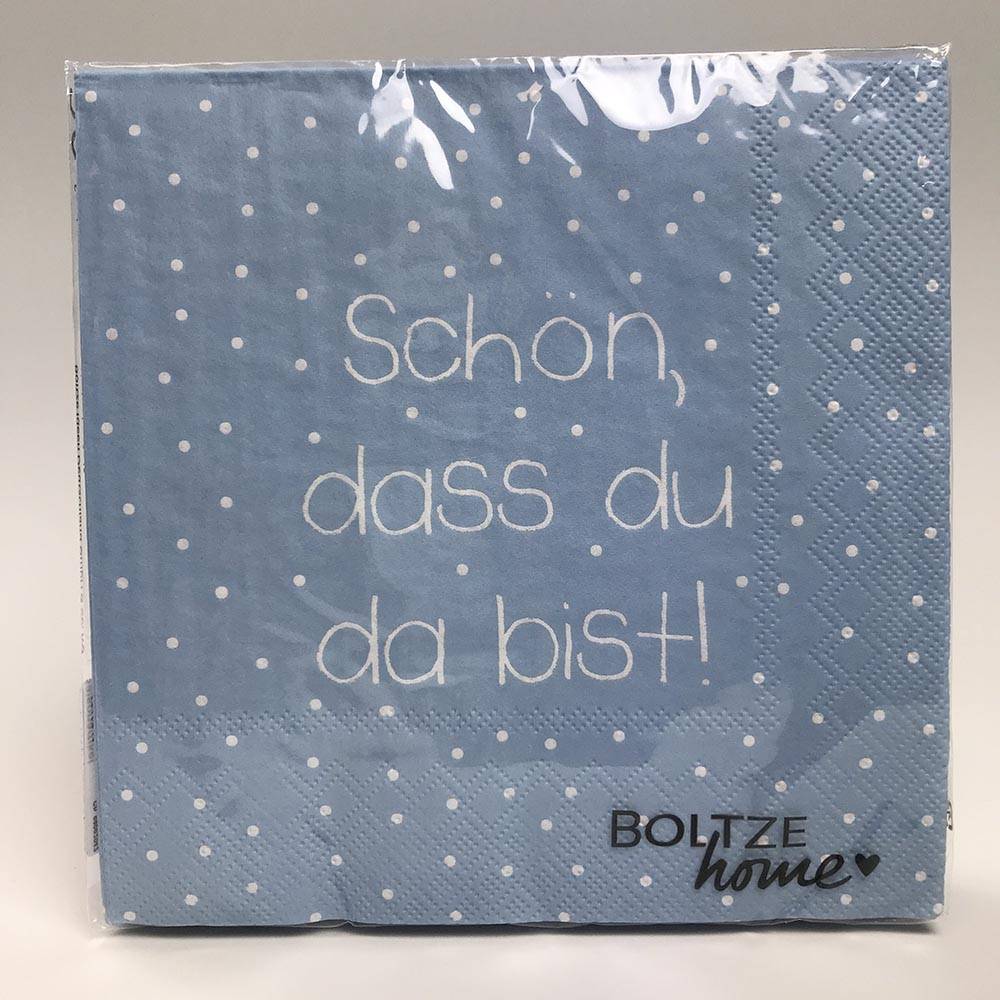 Schön,
dass du
da bist!
BOLTZE
home